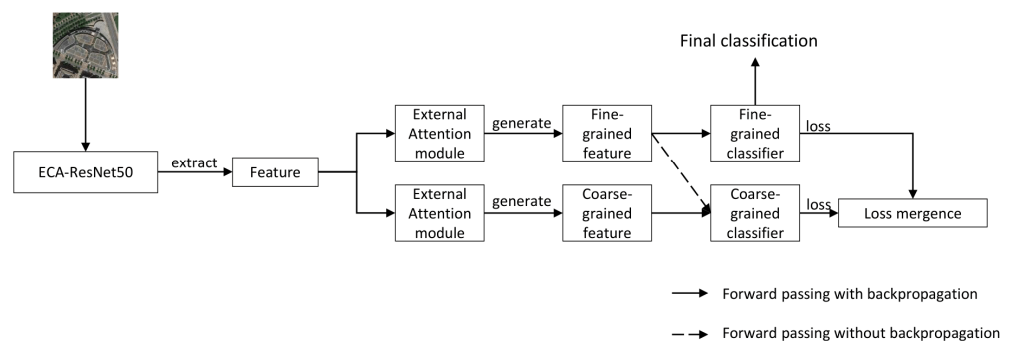 Final classification
External
Attention
module
generate
Fine-
grained
feature
Fine-
grained
classifier
loss
ECA-ResNet50
extract
Feature
External
Attention
module
generate
Coarse-
grained
feature
Coarse-
grained
classifier
loss
Loss mergence
Forward passing with backpropagation
Forward passing without backpropagation